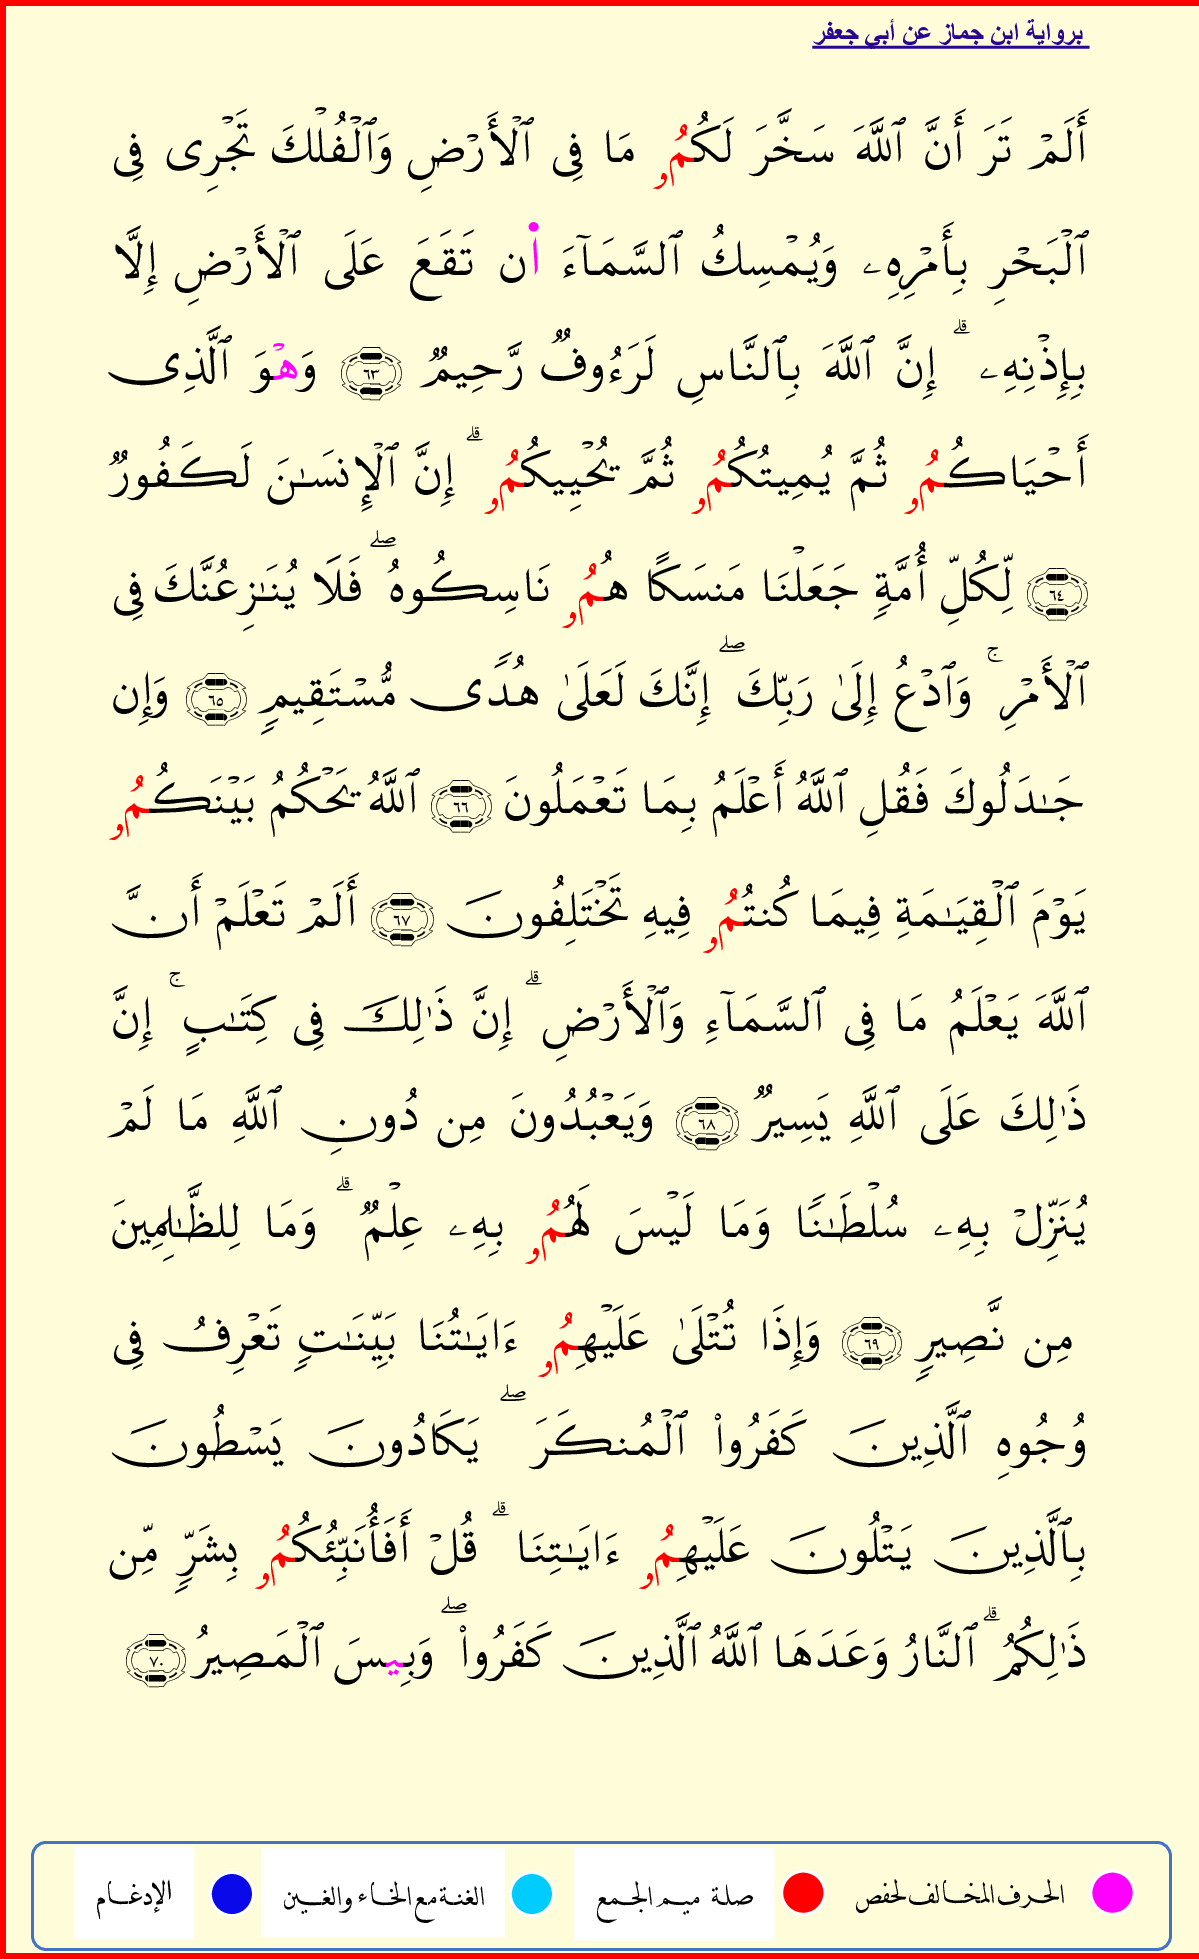 برواية ابن جماز عن أبي جعفر
أَلَمۡ تَرَ أَنَّ ٱللَّهَ سَخَّرَ لَكُمُۥ مَا فِي ٱلۡأَرۡضِ وَٱلۡفُلۡكَ تَجۡرِي فِي
ٱلۡبَحۡرِ بِأَمۡرِهِۦ وَيُمۡسِكُ ٱلسَّمَآءَ ا۬ن تَقَعَ عَلَى ٱلۡأَرۡضِ إِلَّا
بِإِذۡنِهِۦٓۗ إِنَّ ٱللَّهَ بِٱلنَّاسِ لَرَءُوفٞ رَّحِيمٞ ٦٣ وَهۡوَ ٱلَّذِي
أَحۡيَاكُمُۥ ثُمَّ يُمِيتُكُمُۥ ثُمَّ يُحۡيِيكُمُۥۗ إِنَّ ٱلۡإِنسَٰنَ لَكَفُورٞ
٦٤ لِّكُلِّ أُمَّةٖ جَعَلۡنَا مَنسَكًا هُمُۥ نَاسِكُوهُۖ فَلَا يُنَٰزِعُنَّكَ فِي
ٱلۡأَمۡرِۚ وَٱدۡعُ إِلَىٰ رَبِّكَۖ إِنَّكَ لَعَلَىٰ هُدٗى مُّسۡتَقِيمٖ ٦٥ وَإِن
جَٰدَلُوكَ فَقُلِ ٱللَّهُ أَعۡلَمُ بِمَا تَعۡمَلُونَ ٦٦ ٱللَّهُ يَحۡكُمُ بَيۡنَكُمُۥ
يَوۡمَ ٱلۡقِيَٰمَةِ فِيمَا كُنتُمُۥ فِيهِ تَخۡتَلِفُونَ ٦٧ أَلَمۡ تَعۡلَمۡ أَنَّ
ٱللَّهَ يَعۡلَمُ مَا فِي ٱلسَّمَآءِ وَٱلۡأَرۡضِۗ إِنَّ ذَٰلِكَ فِي كِتَٰبٍۚ إِنَّ
ذَٰلِكَ عَلَى ٱللَّهِ يَسِيرٞ ٦٨ وَيَعۡبُدُونَ مِن دُونِ ٱللَّهِ مَا لَمۡ
يُنَزِّلۡ بِهِۦ سُلۡطَٰنٗا وَمَا لَيۡسَ لَهُمُۥ بِهِۦ عِلۡمٞۗ وَمَا لِلظَّٰلِمِينَ
مِن نَّصِيرٖ ٦٩ وَإِذَا تُتۡلَىٰ عَلَيۡهِمُۥ ءَايَٰتُنَا بَيِّنَٰتٖ تَعۡرِفُ فِي
وُجُوهِ ٱلَّذِينَ كَفَرُواْ ٱلۡمُنكَرَۖ يَكَادُونَ يَسۡطُونَ
بِٱلَّذِينَ يَتۡلُونَ عَلَيۡهِمُۥ ءَايَٰتِنَاۗ قُلۡ أَفَأُنَبِّئُكُمُۥ بِشَرّٖ مِّن
ذَٰلِكُمُۗ ٱلنَّارُ وَعَدَهَا ٱللَّهُ ٱلَّذِينَ كَفَرُواْۖ وَبِيسَ ٱلۡمَصِيرُ ٧٠
الحرف المخالف لحفص صلة ميم الجمع الغنة مع الخاء والغين الإدغام